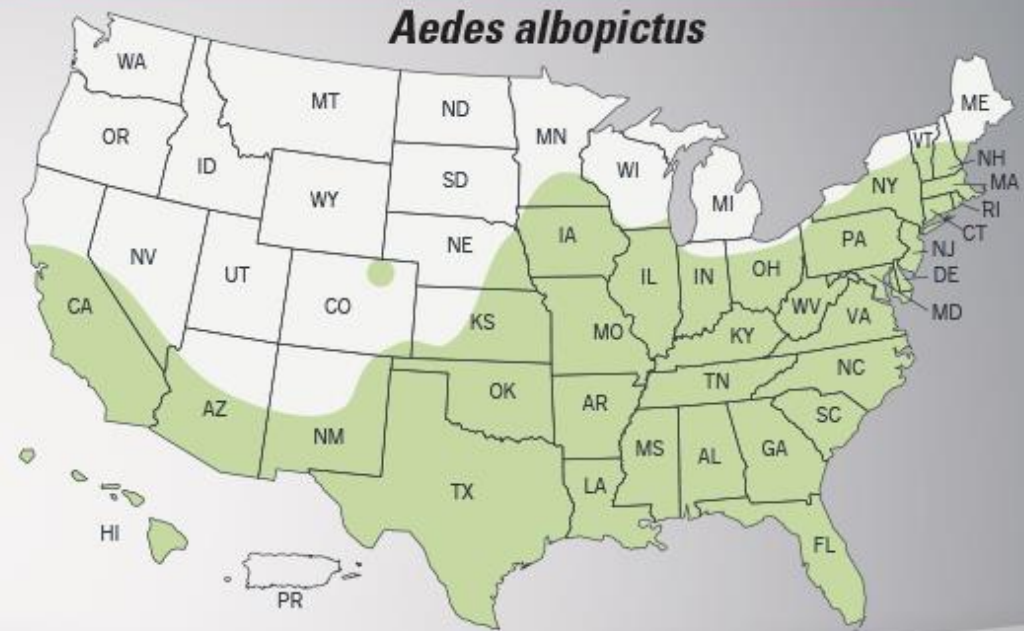 Aedes albopictus
WA
MT
ND
MN
ME
OR
ID
WY
SD
WI
MI
VT
NH
NY
MA
RI
CT
NV
UT
CO
NE
IA
IL
IN
OH
PA
NJ
DE
MD
CA
KS
MO
KY
WV
VA
AZ
NM
OK
AR
TN
NC
SC
TX
LA
MS
AL
GA
FL
HI
PR